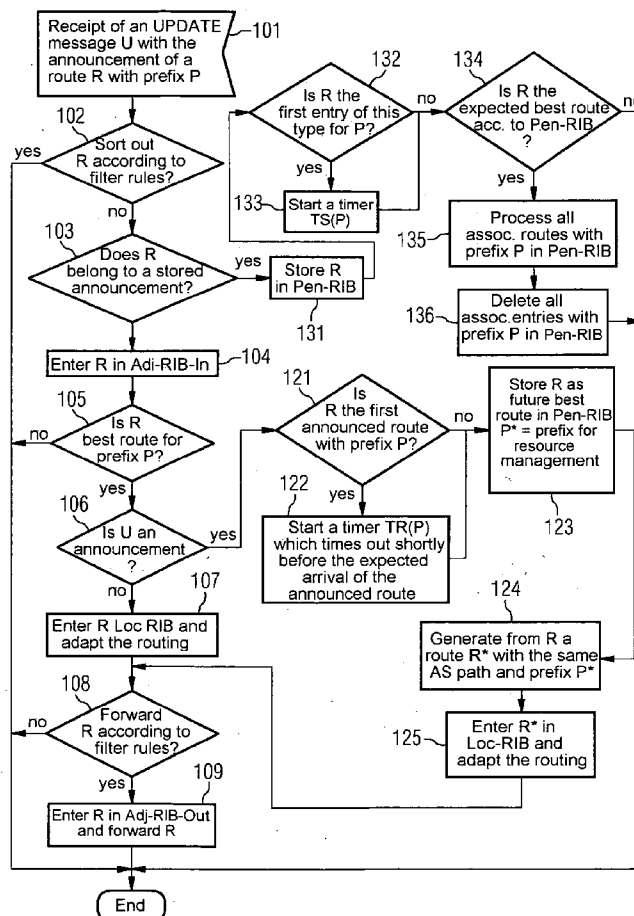 Receipt of an UPDATE
message U with the
announcement of a
route R with prefix P
101
102
yes
Sort out
R according to
filter rules?
no
103
Does R
belong to a stored
announcement?
yes
Store R
in Pen-RIB
131
132
Is R the
first entry of this
type for P?
no
yes
133
Start a timer
TS(P)
134
Is R the
expected best route
acc. to Pen-RIB
?
no
yes
135
Process all
assoc. routes with
prefix P in Pen-RIB
136
Delete all
assoc.entries with
prefix P in Pen-RIB
Enter R in Adi-RIB-In
104
105
Is R
best route for
prefix P?
no
yes
106
Is U an
announcement
?
yes
no
121
Is
R the first
announced route
with prefix P?
no
yes
122
Start a timer TR(P)
which times out shortly
before the expected
arrival of the
announced route
Store R as
future best
route in Pen-RIB
P* = prefix for
resource
management
123
107
Enter R Loc RIB and
adapt the routing
124
Generate from R a
route R* with the same
AS path and prefix P*
108
Forward
R according to
filter rules?
no
yes
125
Enter R* in
Loc-RIB and
adapt the routing
109
Enter R in Adj-RIB-Out
and forward R
End